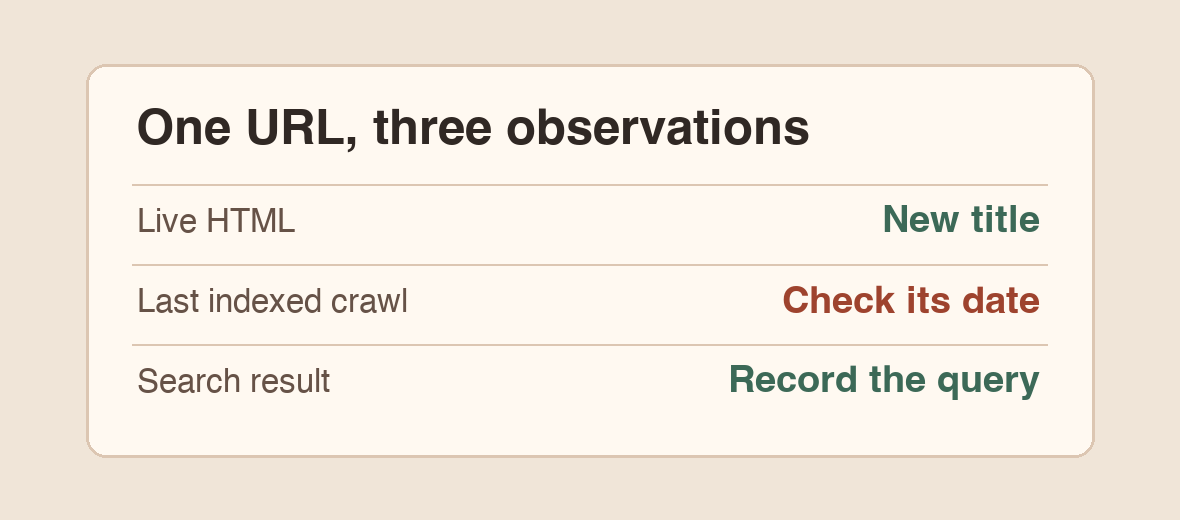 One URL, three observations
Live HTML New title
Last indexed crawl Check its date
Search result Record the query